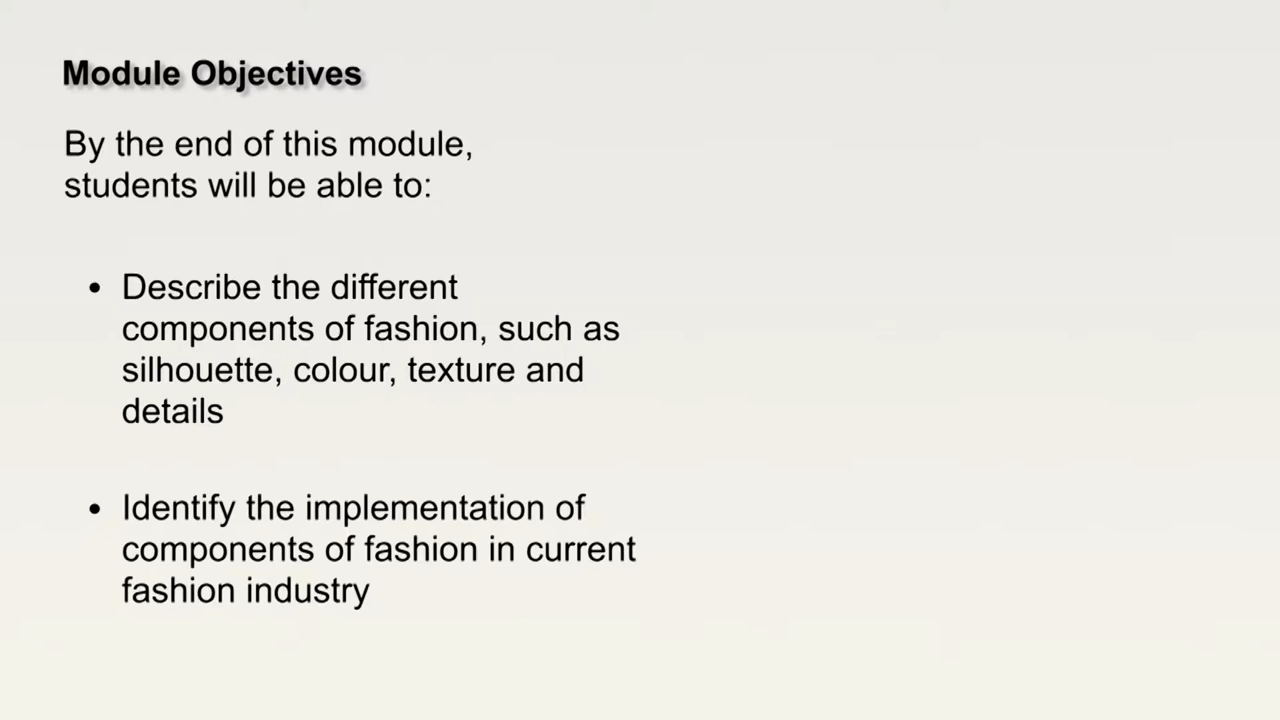 Module Objectives
By the end of this module,
students will be able to:
• Describe the different
components of fashion, such as
silhouette, colour, texture and
details
• Identify the implementation of
components of fashion in current
fashion industry